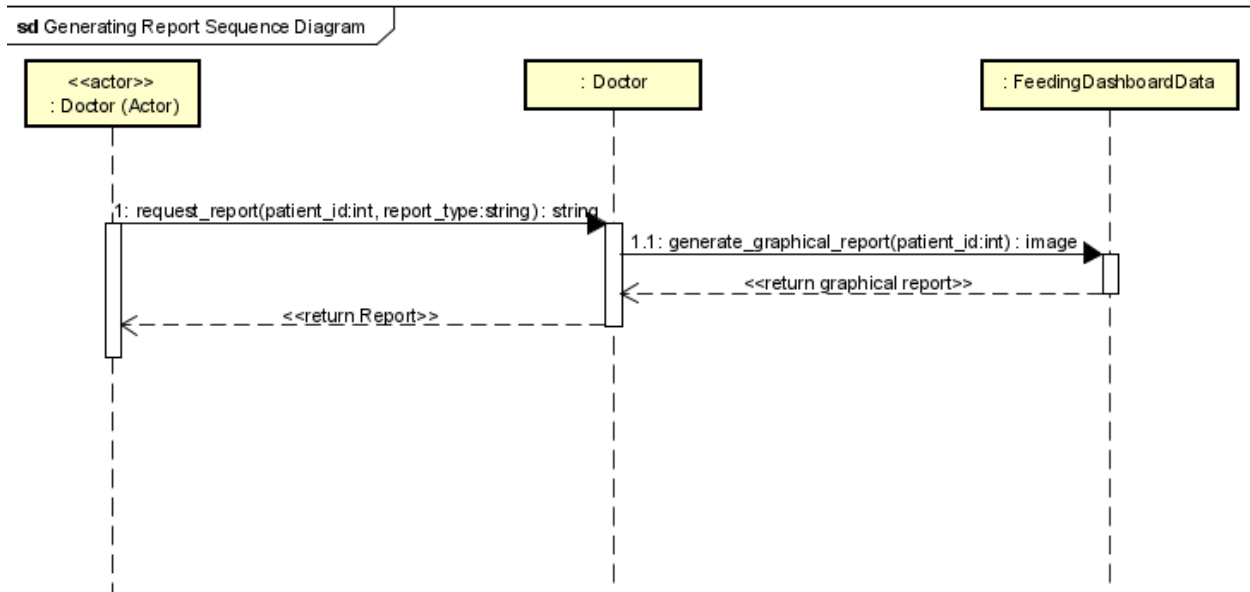 sd Generating Report Sequence Diagram
<<actor>>
: Doctor (Actor)
: Doctor
: FeedingDashboardData
1: request_report(patient_id:int, report_type:string) : string
1.1: generate_graphical_report(patient_id:int) : image
<<return graphical report>>
<<return Report>>